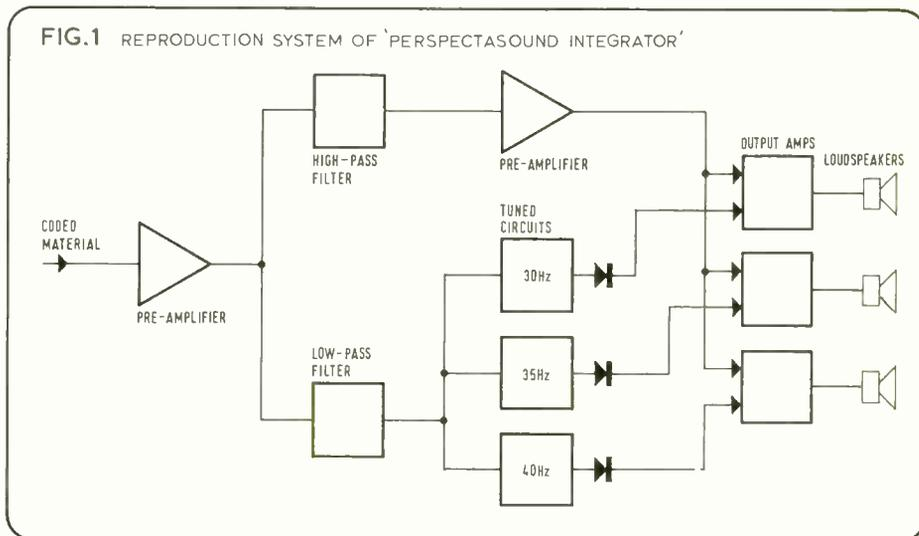 FIG.1 REPRODUCTION SYSTEM OF 'PERSPECTASOUND INTEGRATOR'
HIGH-PASS
FILTER
PRE-AMPLIFIER
OUTPUT AMPS
LOUDSPEAKERS
CODED
MATERIAL
PRE-AMPLIFIER
TUNED
CIRCUITS
30Hz
LOW-PASS
FILTER
35Hz
40Hz